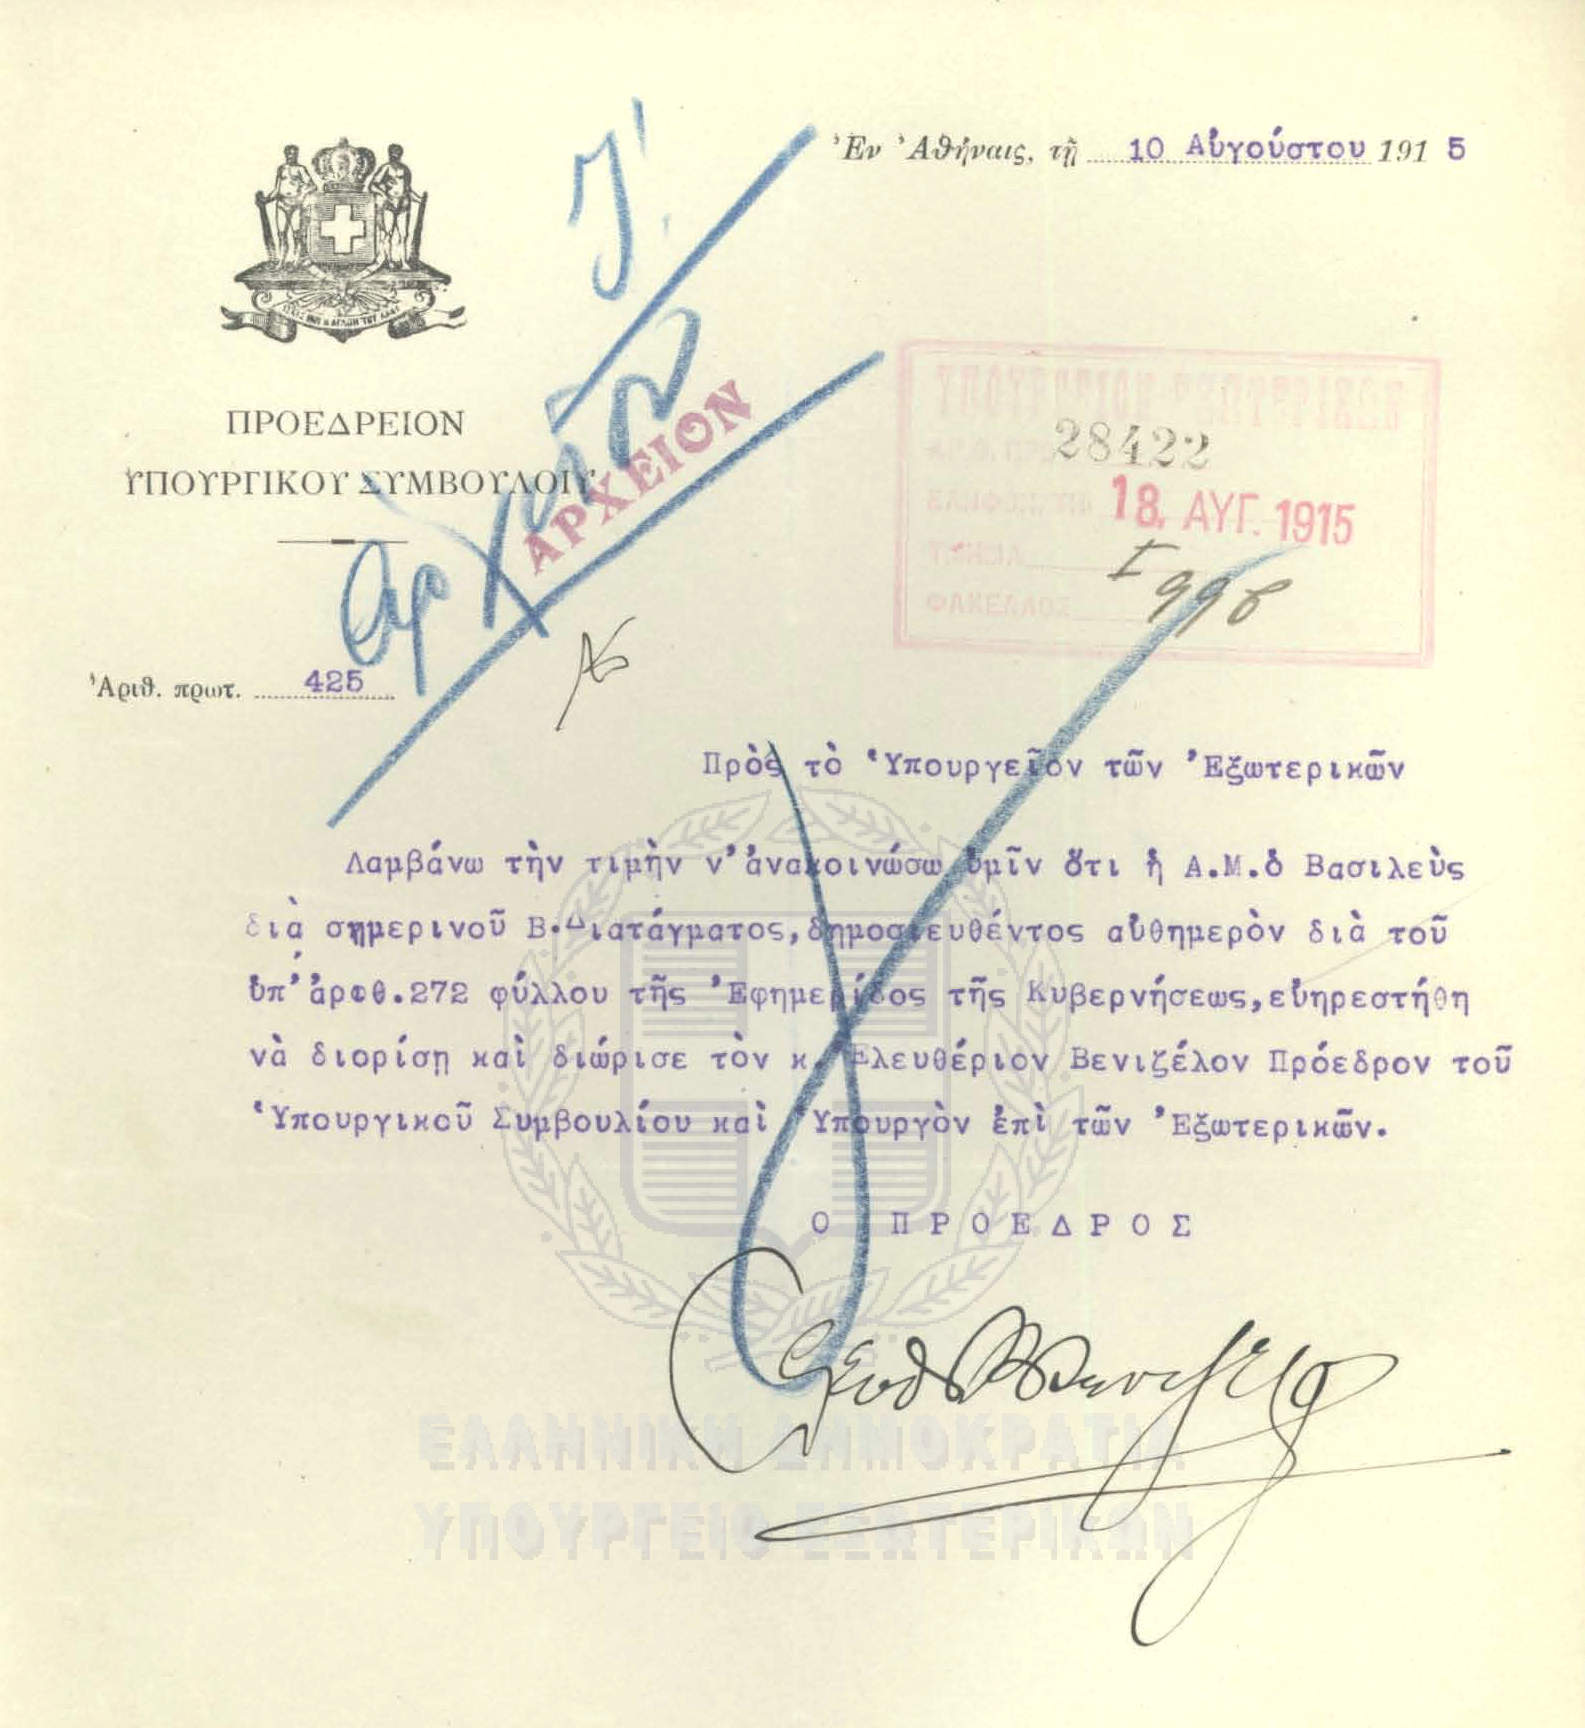 Ἐν Ἀθήναις, τῇ 10 Αὐγούστου 1915
Ι'
ΠΡΟΕΔΡΕΙΟΝ
ΥΠΟΥΡΓΙΚΟΥ ΣΥΜΒΟΥΛΟΙΥ
ΑΡΧΕΙΟΝ
ΥΠΟΥΡΓΕΙΟΝ ΕΞΩΤΕΡΙΚΩΝ
28422
18. ΑΥΓ. 1915
ΤΜΗΜΑ Ι
ΦΑΚΕΛΛΟΣ
Ἀριθ. πρωτ. 425
Πρὸς τὸ Ὑπουργεῖον τῶν Ἐξωτερικῶν
Λαμβάνω τὴν τιμὴν ν'ἀνακοινώσω ὑμῖν ὅτι ἡ Α.Μ.ὁ Βασιλεὺς
διὰ σημερινοῦ Β.Διατάγματος,δημοσιευθέντος αὐθημερὸν διὰ τοῦ
ὑπ'ἀριθ.272 φύλλου τῆς Ἐφημερίδος τῆς Κυβερνήσεως,εὐηρεστήθη
νὰ διορίσῃ καὶ διώρισε τὸν κ. Ἐλευθέριον Βενιζέλον Πρόεδρον τοῦ
Ὑπουργικοῦ Συμβουλίου καὶ Ὑπουργὸν ἐπὶ τῶν Ἐξωτερικῶν.
Ο ΠΡΟΕΔΡΟΣ
ΕΛΛΗΝΙΚΗ ΔΗΜΟΚΡΑΤΙΑ
ΥΠΟΥΡΓΕΙΟ ΕΞΩΤΕΡΙΚΩΝ